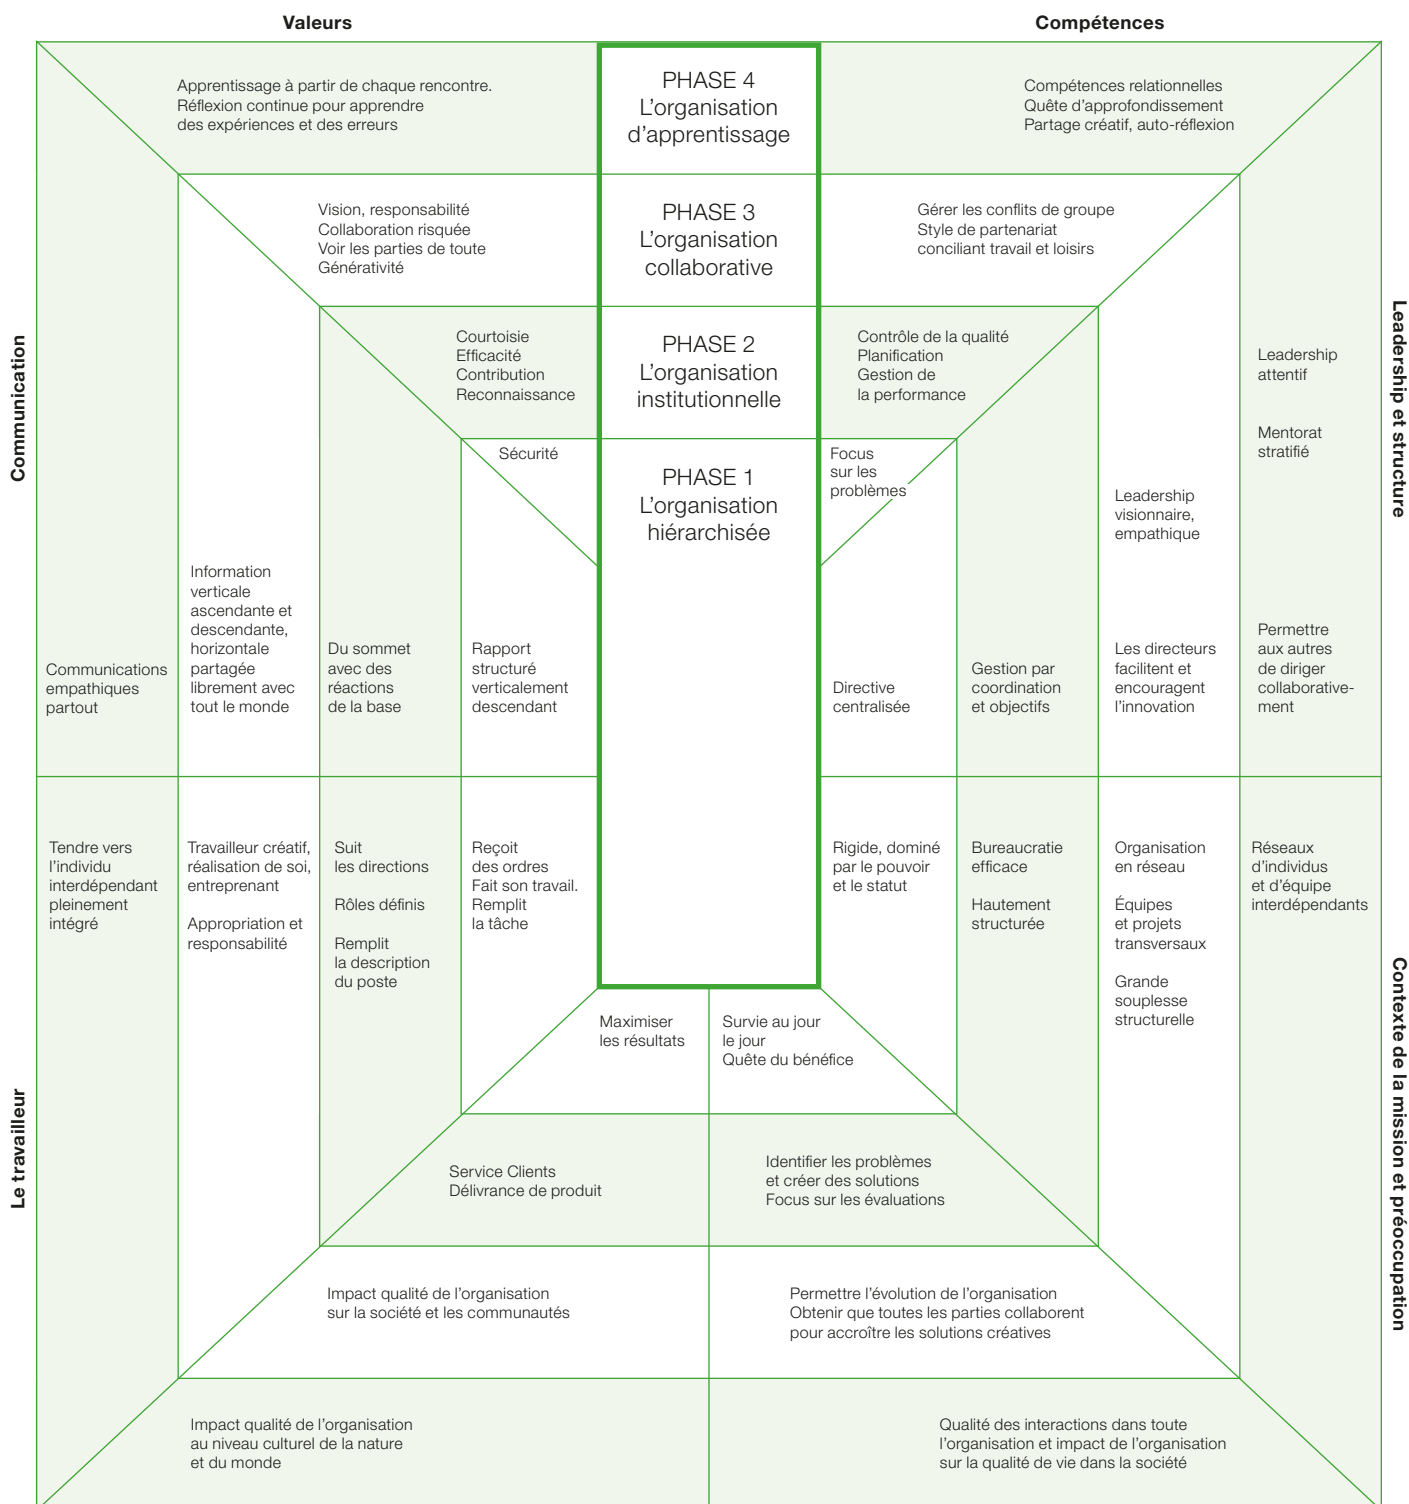 Valeurs
Compétences
Apprentissage à partir de chaque rencontre.
Réflexion continue pour apprendre
des expériences et des erreurs
PHASE 4
L’organisation
d’apprentissage
Compétences relationnelles
Quête d’approfondissement
Partage créatif, auto-réflexion
Vision, responsabilité
Collaboration risquée
Voir les parties de toute
Générativité
PHASE 3
L’organisation
collaborative
Gérer les conflits de groupe
Style de partenariat
conciliant travail et loisirs
Courtoisie
Efficacité
Contribution
Reconnaissance
PHASE 2
L’organisation
institutionnelle
Contrôle de la qualité
Planification
Gestion de
la performance
Sécurité
PHASE 1
L’organisation
hiérarchisée
Focus
sur les
problèmes
Communication
Communications
empathiques
partout
Information
verticale
ascendante et
descendante,
horizontale
partagée
librement avec
tout le monde
Du sommet
avec des
réactions
de la base
Rapport
structuré
verticalement
descendant
Directive
centralisée
Gestion par
coordination
et objectifs
Leadership
visionnaire,
empathique
Les directeurs
facilitent et
encouragent
l’innovation
Leadership
attentif
Mentorat
stratifié
Permettre
aux autres
de diriger
collaborative-
ment
Leadership et structure
Le travailleur
Tendre vers
l’individu
interdépendant
pleinement
intégré
Travailleur créatif,
réalisation de soi,
entreprenant
Appropriation et
responsabilité
Suit
les directions
Rôles définis
Remplit
la description
du poste
Reçoit
des ordres
Fait son travail.
Remplit
la tâche
Rigide, dominé
par le pouvoir
et le statut
Bureaucratie
efficace
Hautement
structurée
Organisation
en réseau
Équipes
et projets
transversaux
Grande
souplesse
structurelle
Réseaux
d’individus
et d’équipe
interdépendants
Contexte de la mission et préoccupation
Maximiser
les résultats
Survie au jour
le jour
Quête du bénéfice
Service Clients
Délivrance de produit
Identifier les problèmes
et créer des solutions
Focus sur les évaluations
Impact qualité de l’organisation
sur la société et les communautés
Permettre l’évolution de l’organisation
Obtenir que toutes les parties collaborent
pour accroître les solutions créatives
Impact qualité de l’organisation
au niveau culturel de la nature
et du monde
Qualité des interactions dans toute
l’organisation et impact de l’organisation
sur la qualité de vie dans la société